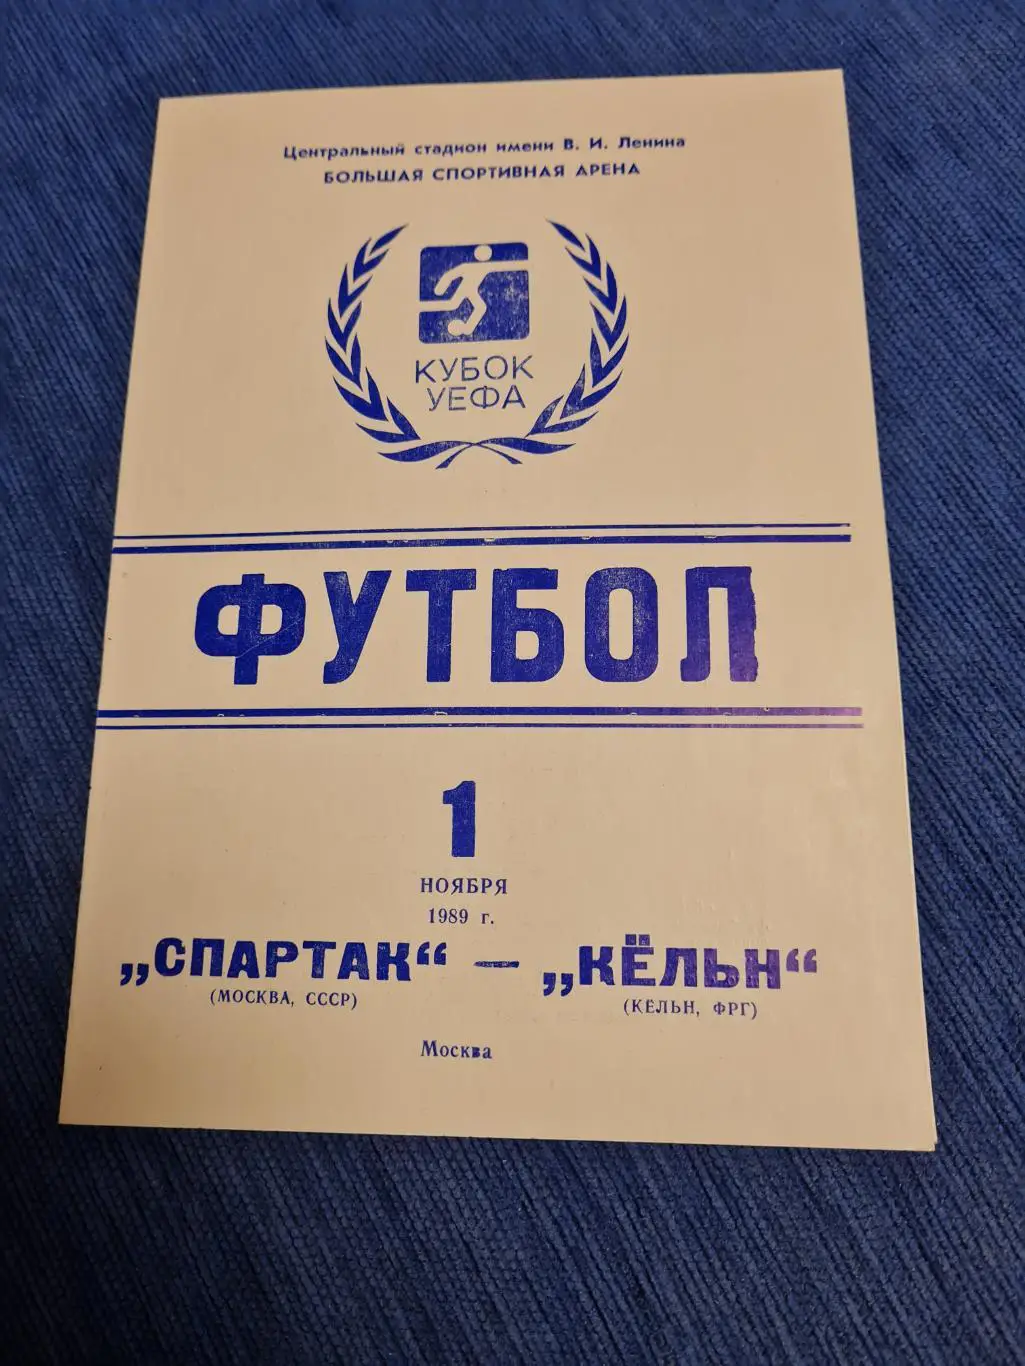 Центральный стадион имени В. И. Ленина
БОЛЬШАЯ СПОРТИВНАЯ АРЕНА
КУБОК
УЕФА
ФУТБОЛ
1
НОЯБРЯ
1989 г.
„СПАРТАК“ — „КЁЛЬН“
(МОСКВА, СССР) (КЁЛЬН, ФРГ)
Москва